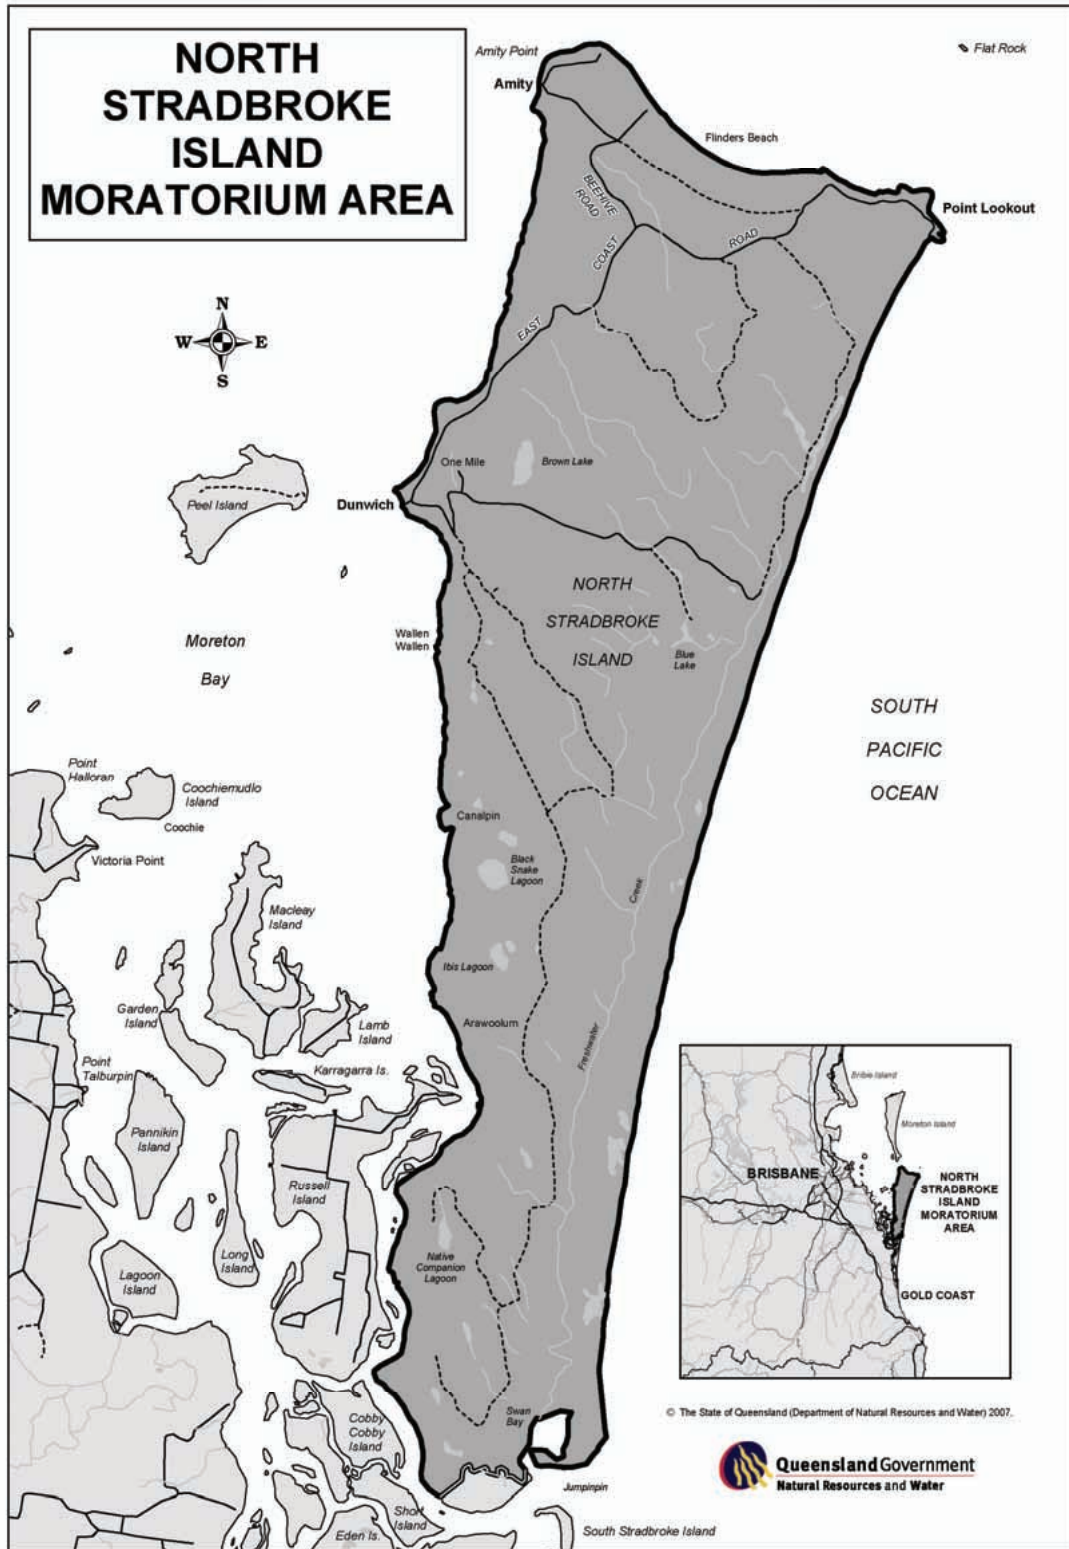 NORTH
STRADBROKE
ISLAND
MORATORIUM AREA
Amity Point
Flat Rock
Amity
Flinders Beach
BEEHIVE
ROAD
Point Lookout
COAST
ROAD
EAST
N
W
E
S
One Mile
Brown Lake
Peel Island
Dunwich
NORTH
STRADBROKE
ISLAND
Wallen
Wallen
Moreton
Bay
Blue
Lake
SOUTH
PACIFIC
OCEAN
Point
Halloran
Coochiemudlo
Island
Coochie
Canalpin
Victoria Point
Black
Snake
Lagoon
Creek
Macleay
Island
Ibis Lagoon
Garden
Island
Arawoolum
Lamb
Island
Freshwater
Point
Talburpin
Karragarra Is.
Bribie Island
Moreton Island
Pannikin
Island
BRISBANE
NORTH
STRADBROKE
ISLAND
MORATORIUM
AREA
Russell
Island
Long
Island
Native
Companion
Lagoon
Lagoon
Island
GOLD COAST
Swan
Bay
Cobby
Cobby
Island
© The State of Queensland (Department of Natural Resources and Water) 2007.
Queensland Government
Natural Resources and Water
Jumpinpin
Short
Island
Eden Is.
South Stradbroke Island